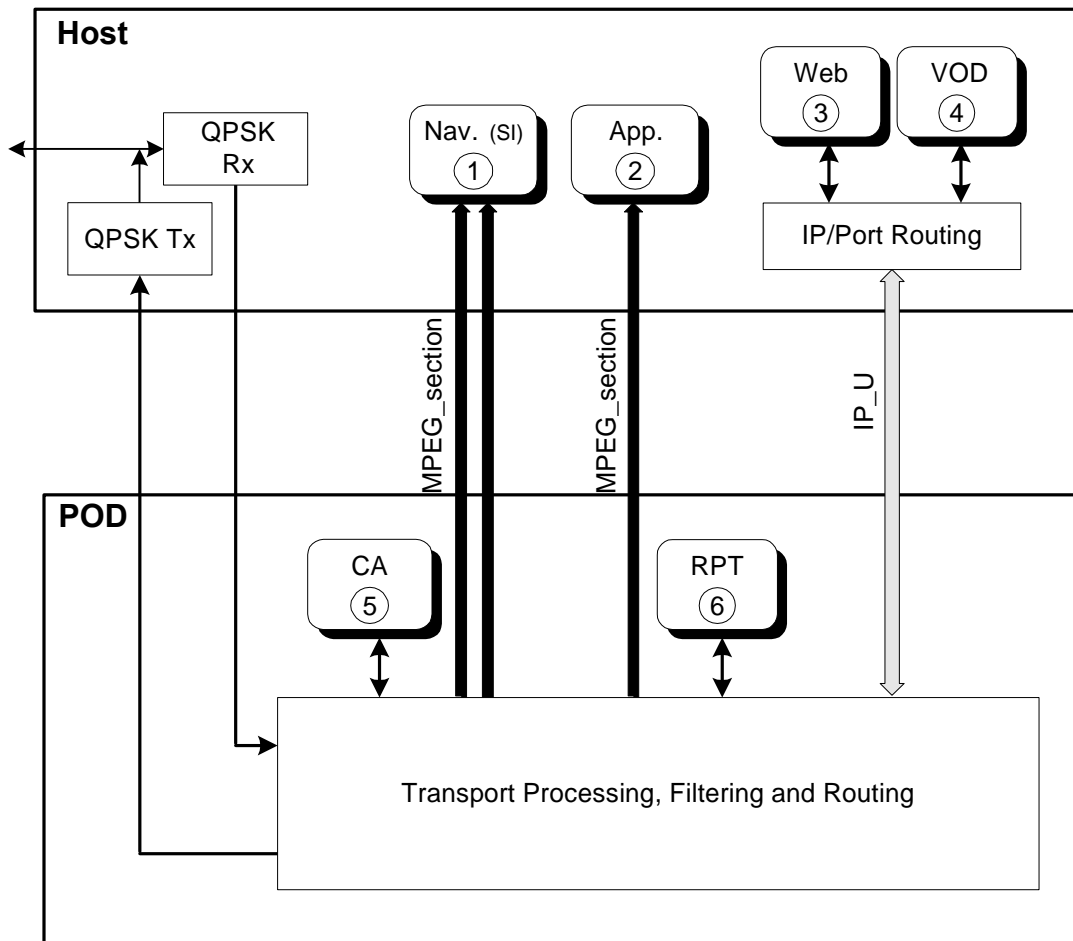 Host
Web
3
VOD
4
QPSK
Rx
Nav. (SI)
1
App.
2
QPSK Tx
IP/Port Routing
MPEG_section
MPEG_section
IP_U
POD
CA
5
RPT
6
Transport Processing, Filtering and Routing